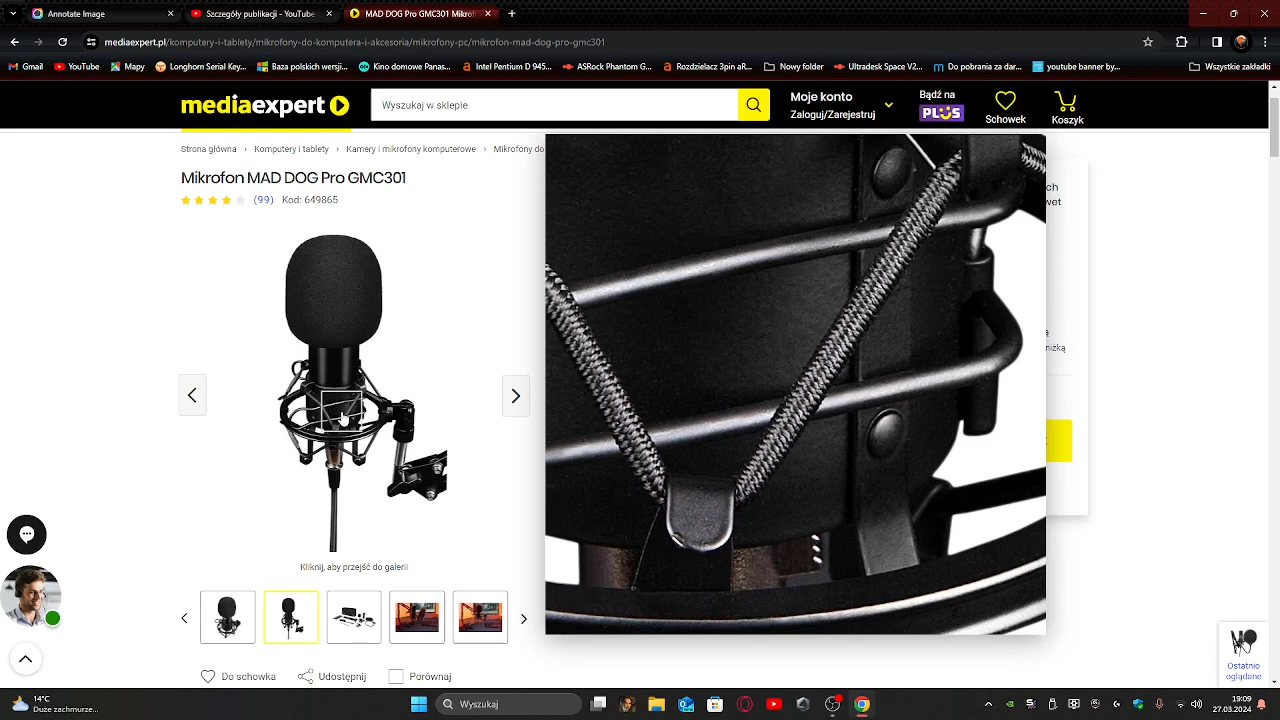 Annotate Image
Szczegóły publikacji - YouTube
MAD DOG Pro GMC301 Mikrof
mediaexpert.pl/komputery-i-tablety/mikrofony-do-komputera-i-akcesoria/mikrofony-pc/mikrofon-mad-dog-pro-gmc301
Gmail
YouTube
Mapy
Longhorn Serial Key...
Baza polskich wersji...
Kino domowe Panas...
Intel Pentium D 945...
ASRock Phantom G...
Rozdzielacz 3pin aR...
Nowy folder
Ultradesk Space V2...
Do pobrania za dar...
youtube banner by...
Wszystkie zakładki
mediaexpert
Wyszukaj w sklepie
Moje konto
Zaloguj/Zarejestruj
Bądź na
PLUS
Schowek
Koszyk
Strona główna › Komputery i tablety › Kamery i mikrofony komputerowe › Mikrofony do
Mikrofon MAD DOG Pro GMC301
(99) Kod: 649865
ch
wet
niżką
Kliknij, aby przejść do galerii
Do schowka
Udostępnij
Porównaj
Ostatnio
oglądane
14°C
Duże zachmurze...
Wyszukaj
19:09
27.03.2024